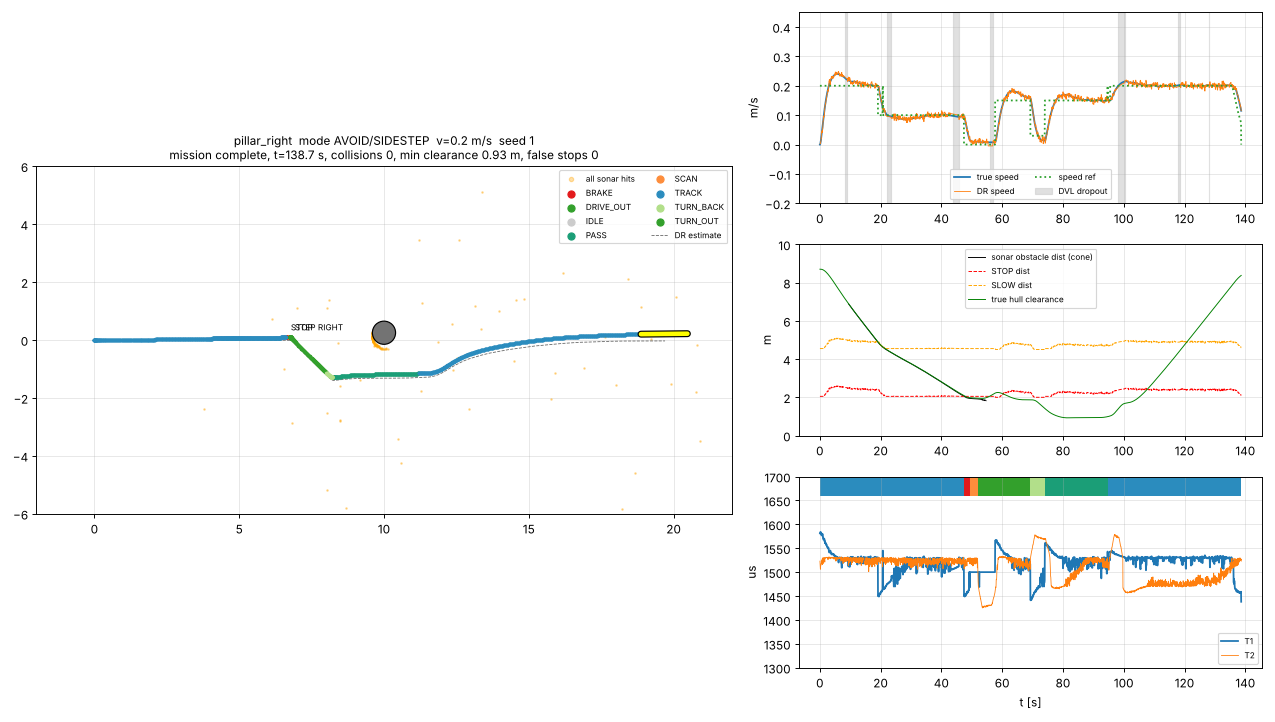 pillar_right mode AVOID/SIDESTEP v=0.2 m/s seed 1
mission complete, t=138.7 s, collisions 0, min clearance 0.93 m, false stops 0
6
4
2
0
−2
−4
−6
0
5
10
15
20
all sonar hits
BRAKE
DRIVE_OUT
IDLE
PASS
SCAN
TRACK
TURN_BACK
TURN_OUT
DR estimate
STOP
RIGHT
m/s
0.4
0.3
0.2
0.1
0.0
−0.1
−0.2
0
20
40
60
80
100
120
140
true speed
DR speed
speed ref
DVL dropout
m
10
8
6
4
2
0
0
20
40
60
80
100
120
140
sonar obstacle dist (cone)
STOP dist
SLOW dist
true hull clearance
us
1700
1650
1600
1550
1500
1450
1400
1350
1300
0
20
40
60
80
100
120
140
T1
T2
t [s]